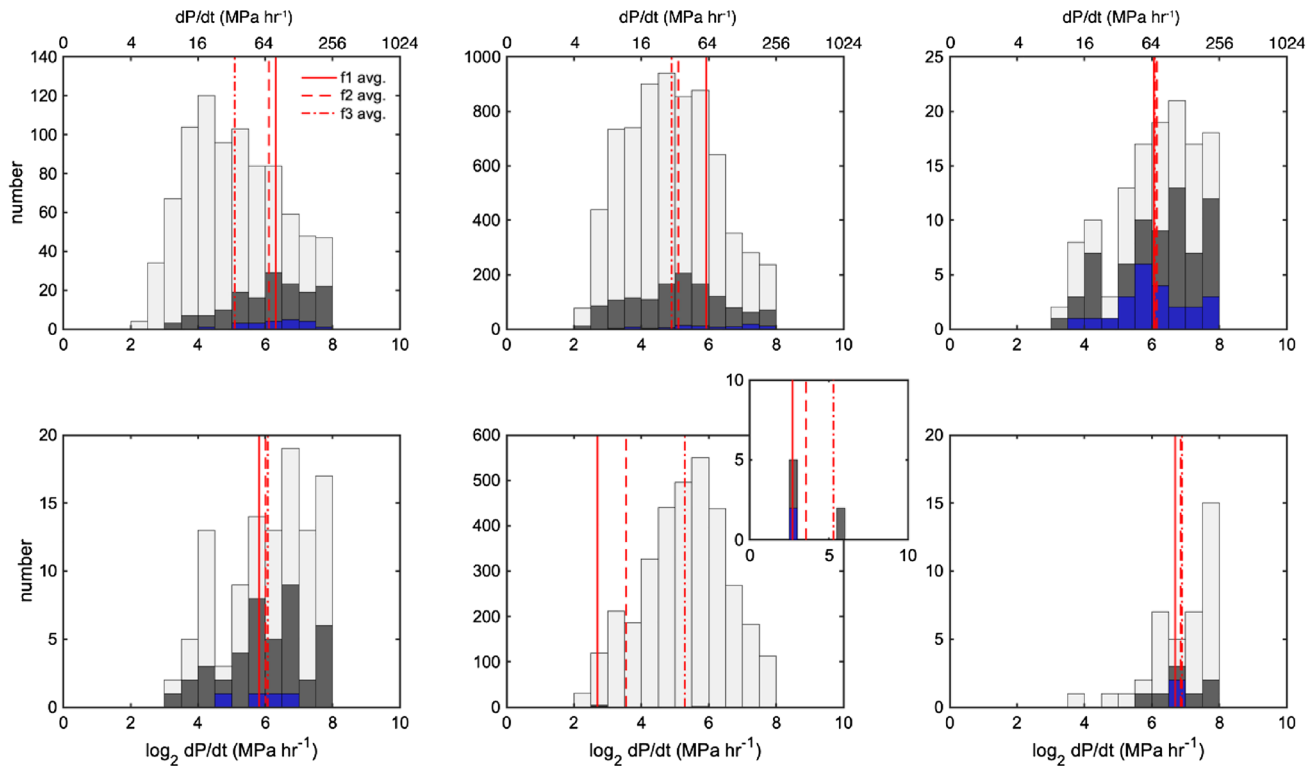 dP/dt (MPa hr⁻¹) dP/dt (MPa hr⁻¹) dP/dt (MPa hr⁻¹)
0 4 16 64 256 1024 0 4 16 64 256 1024 0 4 16 64 256 1024
140 120 100 80 60 40 20 0
number
f1 avg.
f2 avg.
f3 avg.
0 2 4 6 8 10
1000 800 600 400 200 0
0 2 4 6 8 10
25 20 15 10 5 0
0 2 4 6 8 10
20 15 10 5 0
number
0 2 4 6 8 10
log₂ dP/dt (MPa hr⁻¹)
600 500 400 300 200 100 0
0 2 4 6 8 10
log₂ dP/dt (MPa hr⁻¹)
10 5 0
0 5 10
20 15 10 5 0
0 2 4 6 8 10
log₂ dP/dt (MPa hr⁻¹)